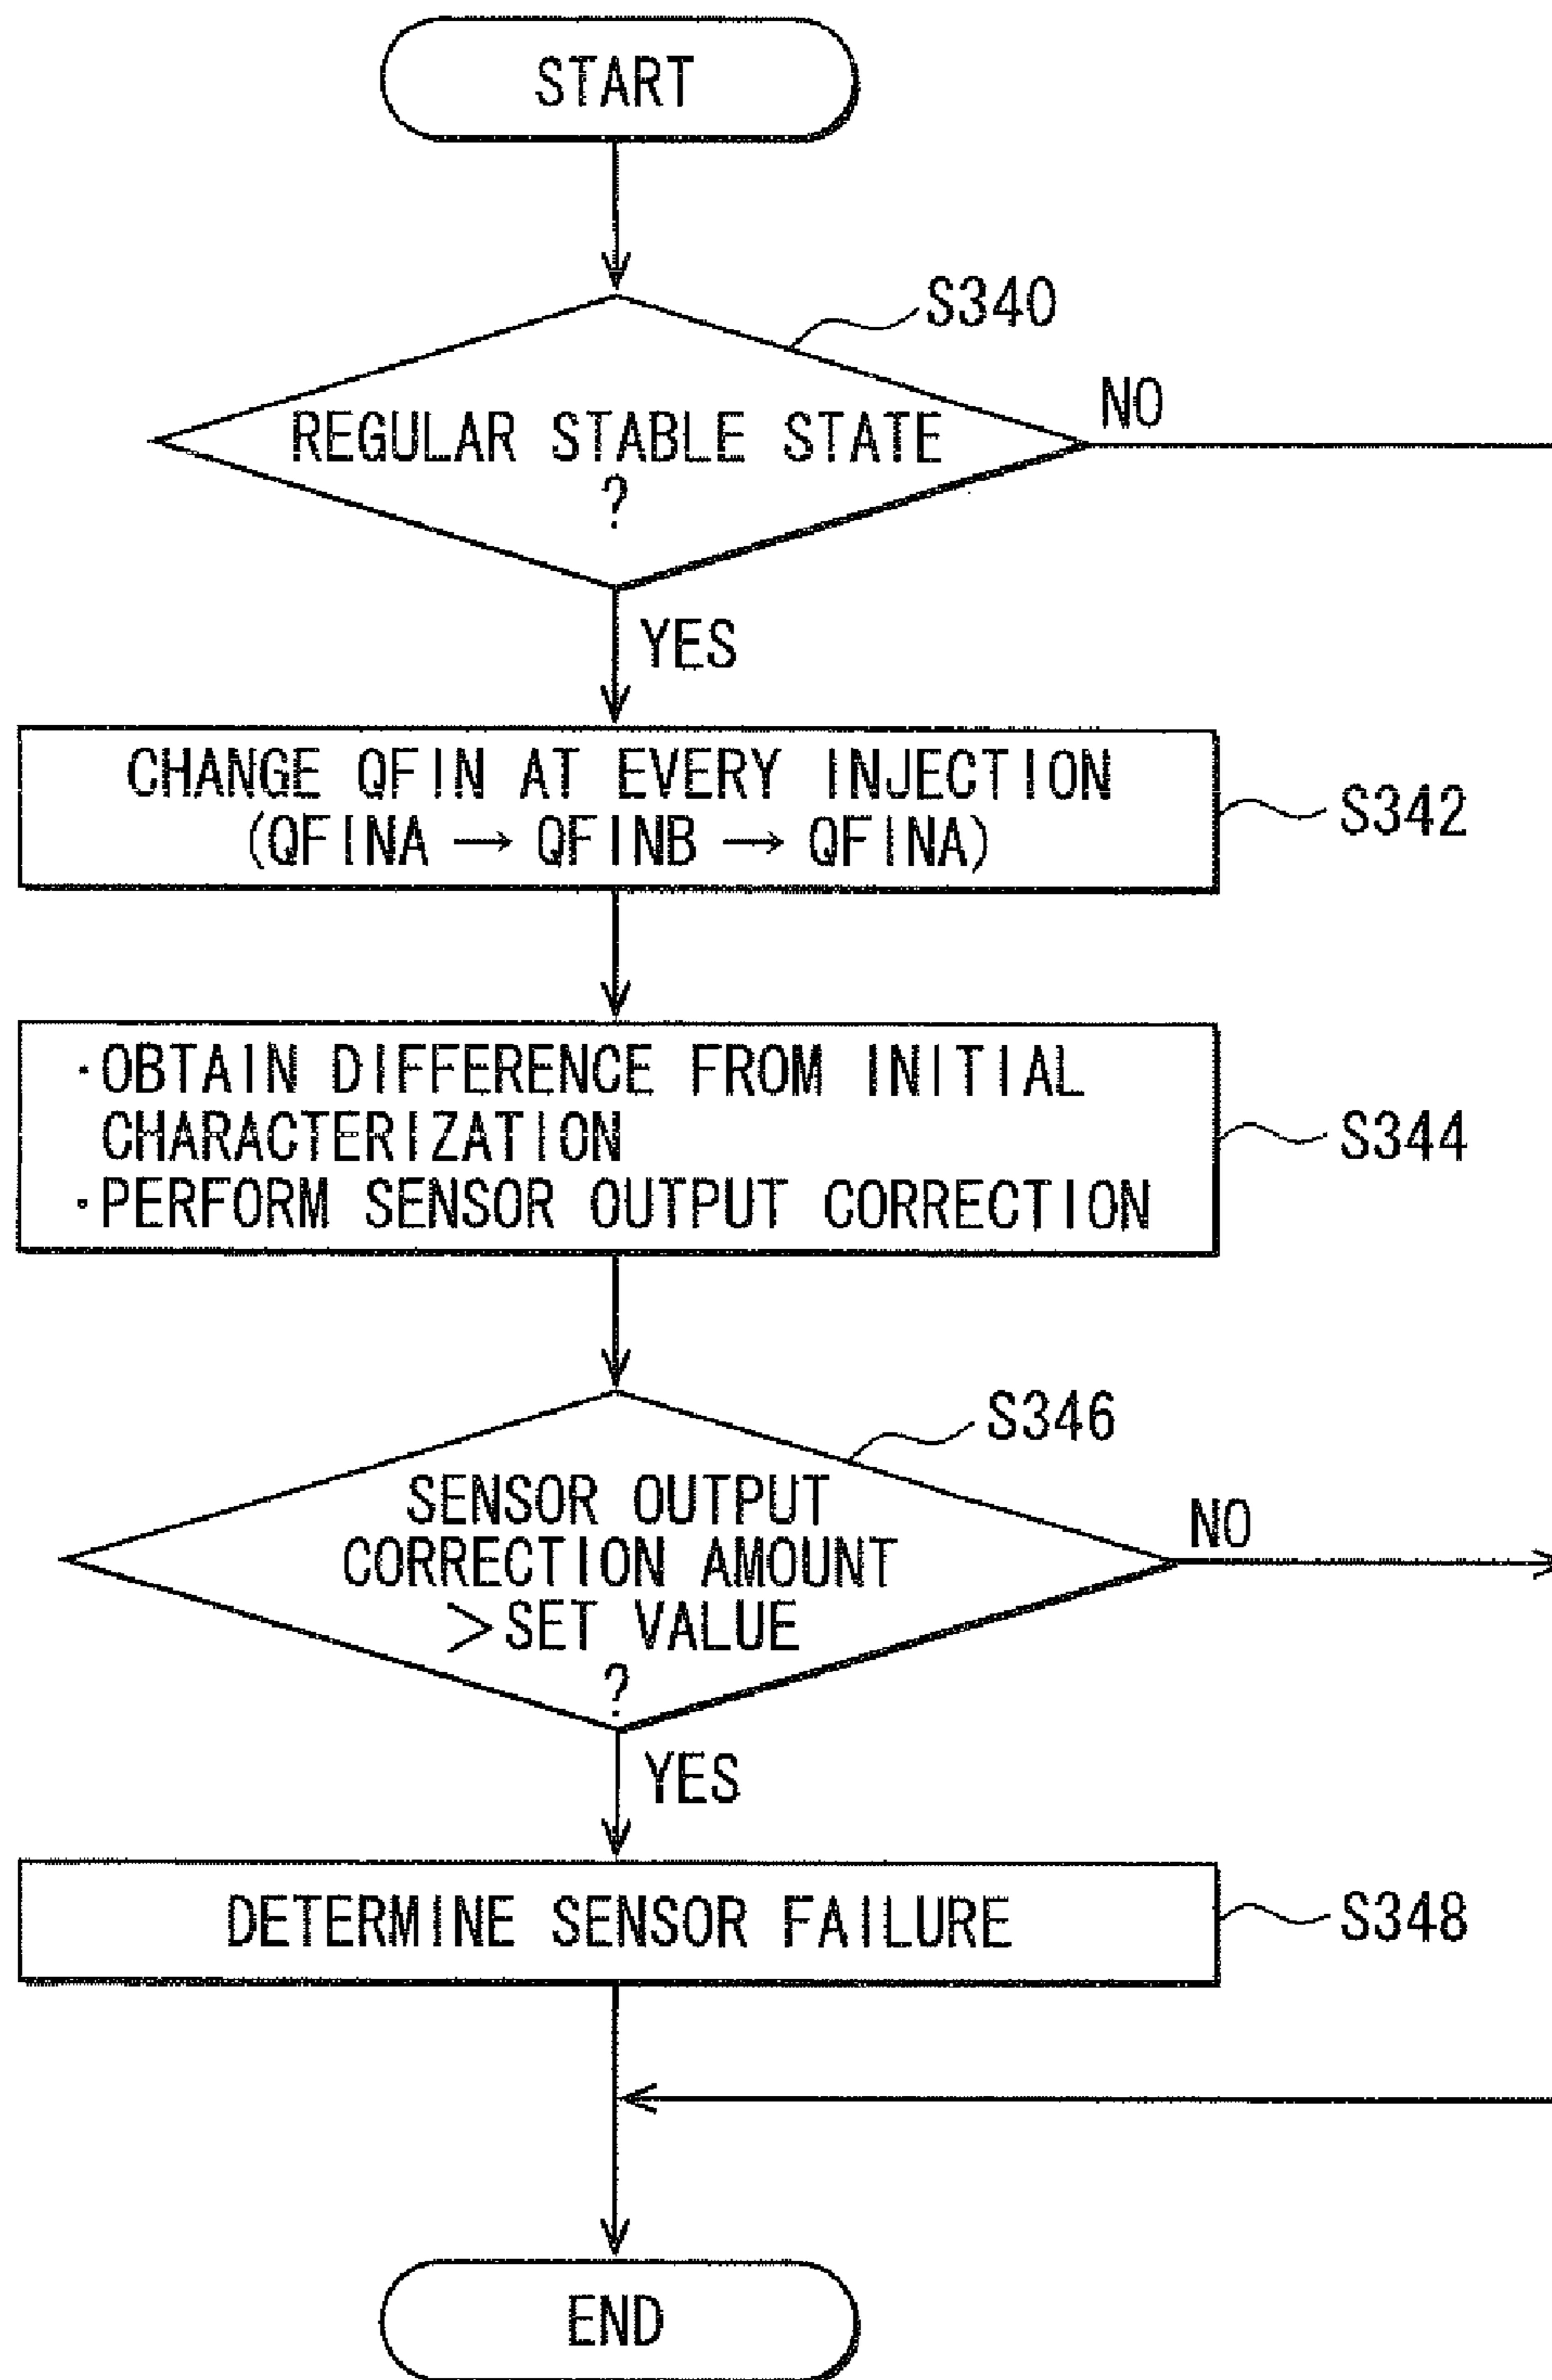 START
S340
REGULAR STABLE STATE
?
NO
YES
CHANGE QFIN AT EVERY INJECTION
(QFINA → QFINB → QFINA)
S342
·OBTAIN DIFFERENCE FROM INITIAL
CHARACTERIZATION
·PERFORM SENSOR OUTPUT CORRECTION
S344
S346
SENSOR OUTPUT
CORRECTION AMOUNT
>SET VALUE
?
NO
YES
DETERMINE SENSOR FAILURE
S348
END